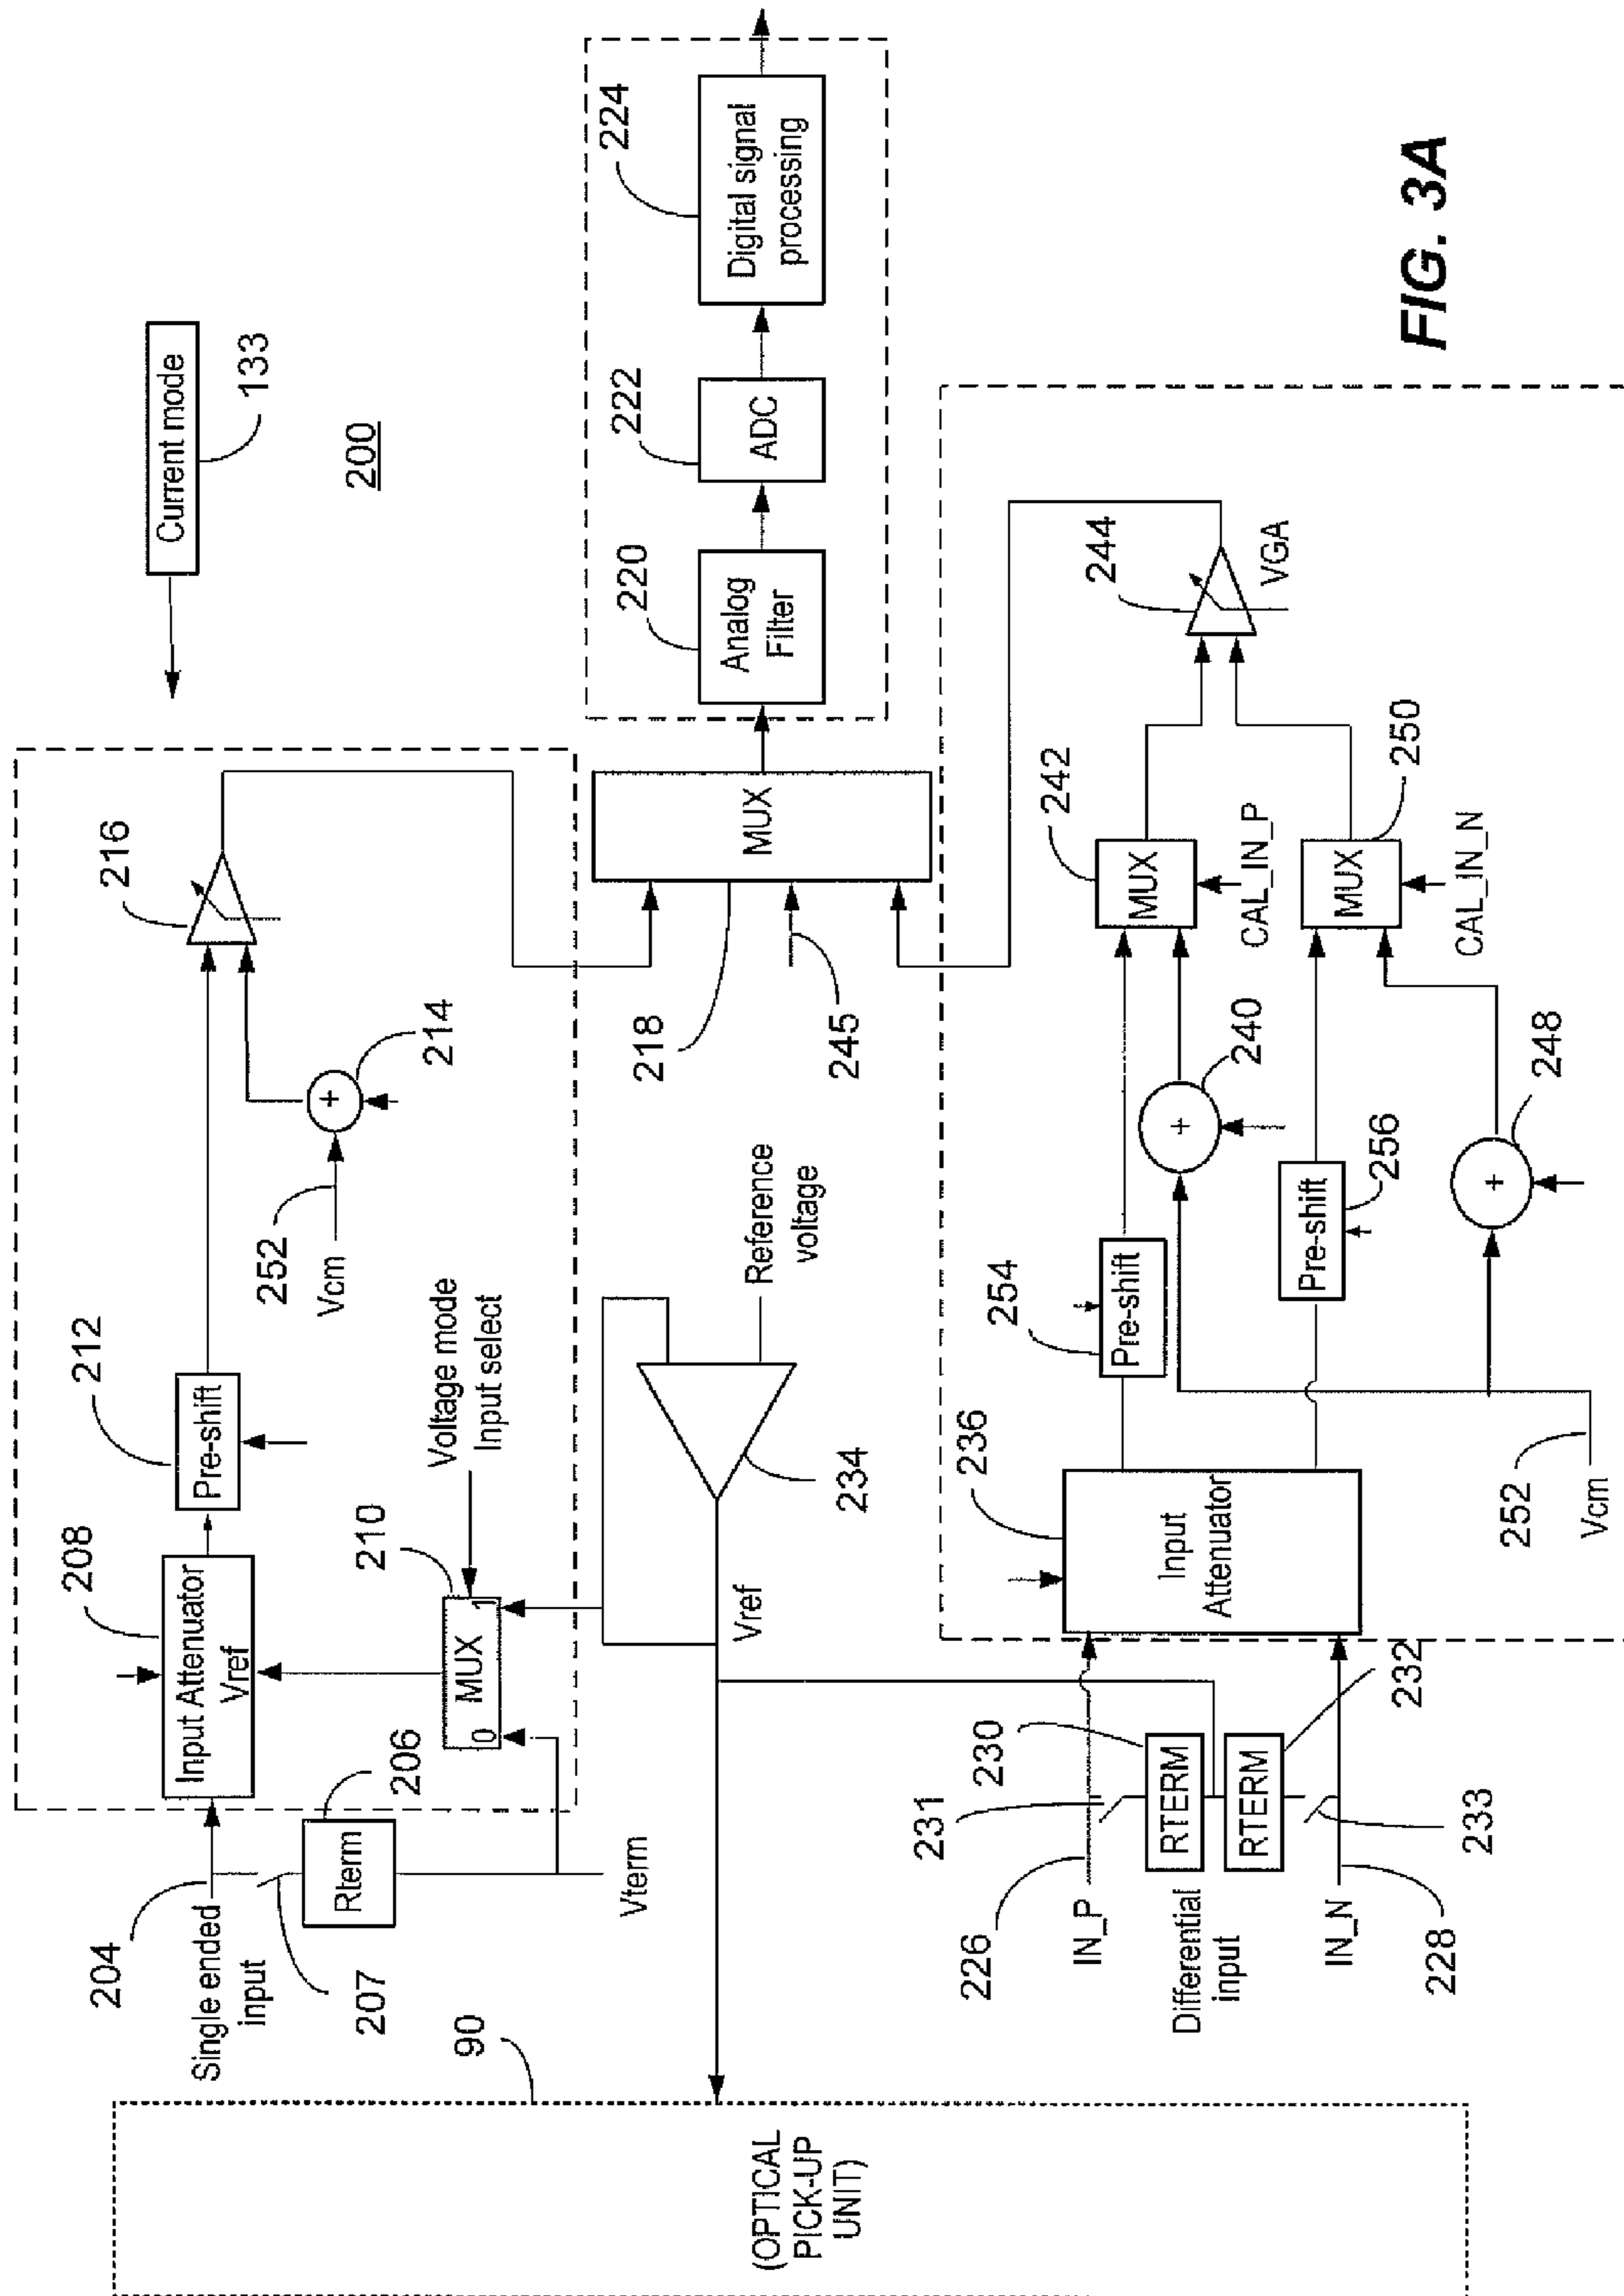 Current mode
133
200
204
Single ended
input
207
206
Rterm
Vterm
208
Input Attenuator
Vref
210
0
MUX
1
Voltage mode
Input select
212
Pre-shift
252
Vcm
+
214
216
90
(OPTICAL
PICK-UP
UNIT)
Vref
234
Reference
voltage
218
MUX
245
220
Analog
Filter
222
ADC
224
Digital signal
processing
226
IN_P
231
230
RTERM
Differential
input
RTERM
232
233
IN_N
228
236
Input
Attenuator
254
Pre-shift
252
Vcm
+
240
Pre-shift
256
+
248
242
MUX
CAL_IN_P
250
MUX
CAL_IN_N
244
VGA
FIG. 3A